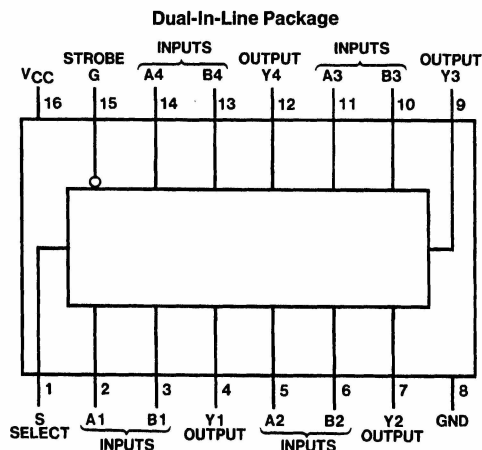 Dual-In-Line Package
STROBE INPUTS OUTPUT INPUTS OUTPUT
VCC G A4 B4 Y4 A3 B3 Y3
16 15 14 13 12 11 10 9
1 2 3 4 5 6 7 8
S A1 B1 Y1 A2 B2 Y2 GND
SELECT INPUTS OUTPUT INPUTS OUTPUT